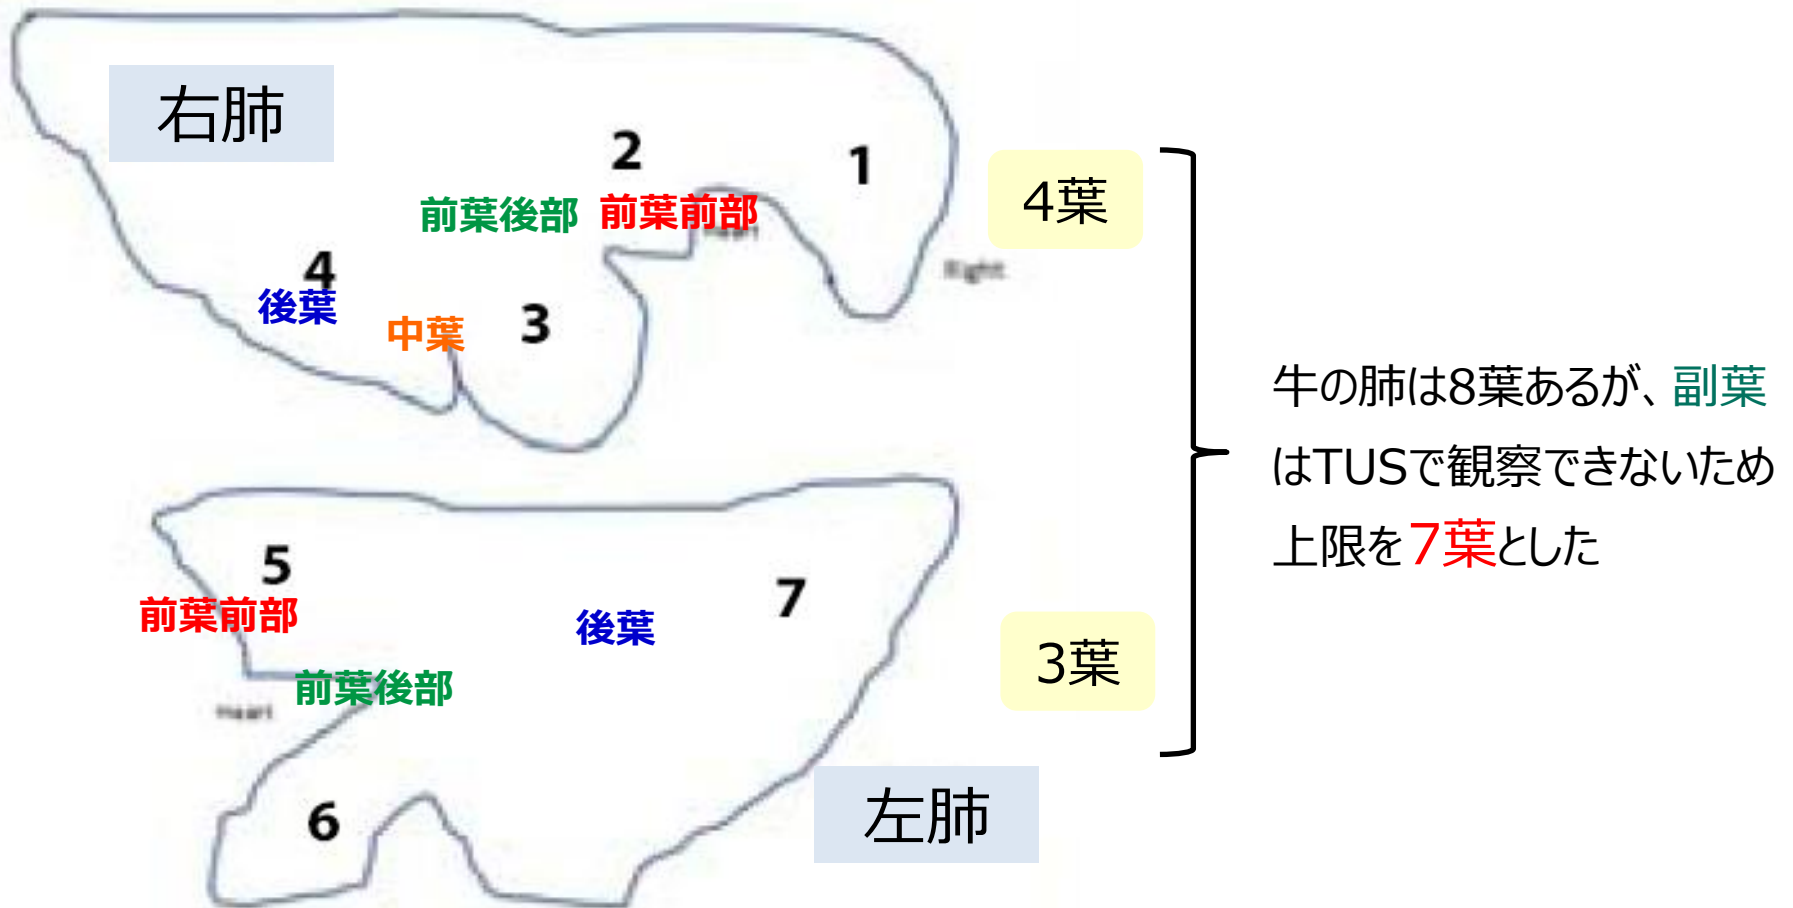 右肺
2
1
4葉
前葉後部 前葉前部
Right
4
後葉
中葉
3
牛の肺は8葉あるが、副葉
はTUSで観察できないため
上限を7葉とした
5
前葉前部
7
後葉
3葉
前葉後部
Heart
6
左肺